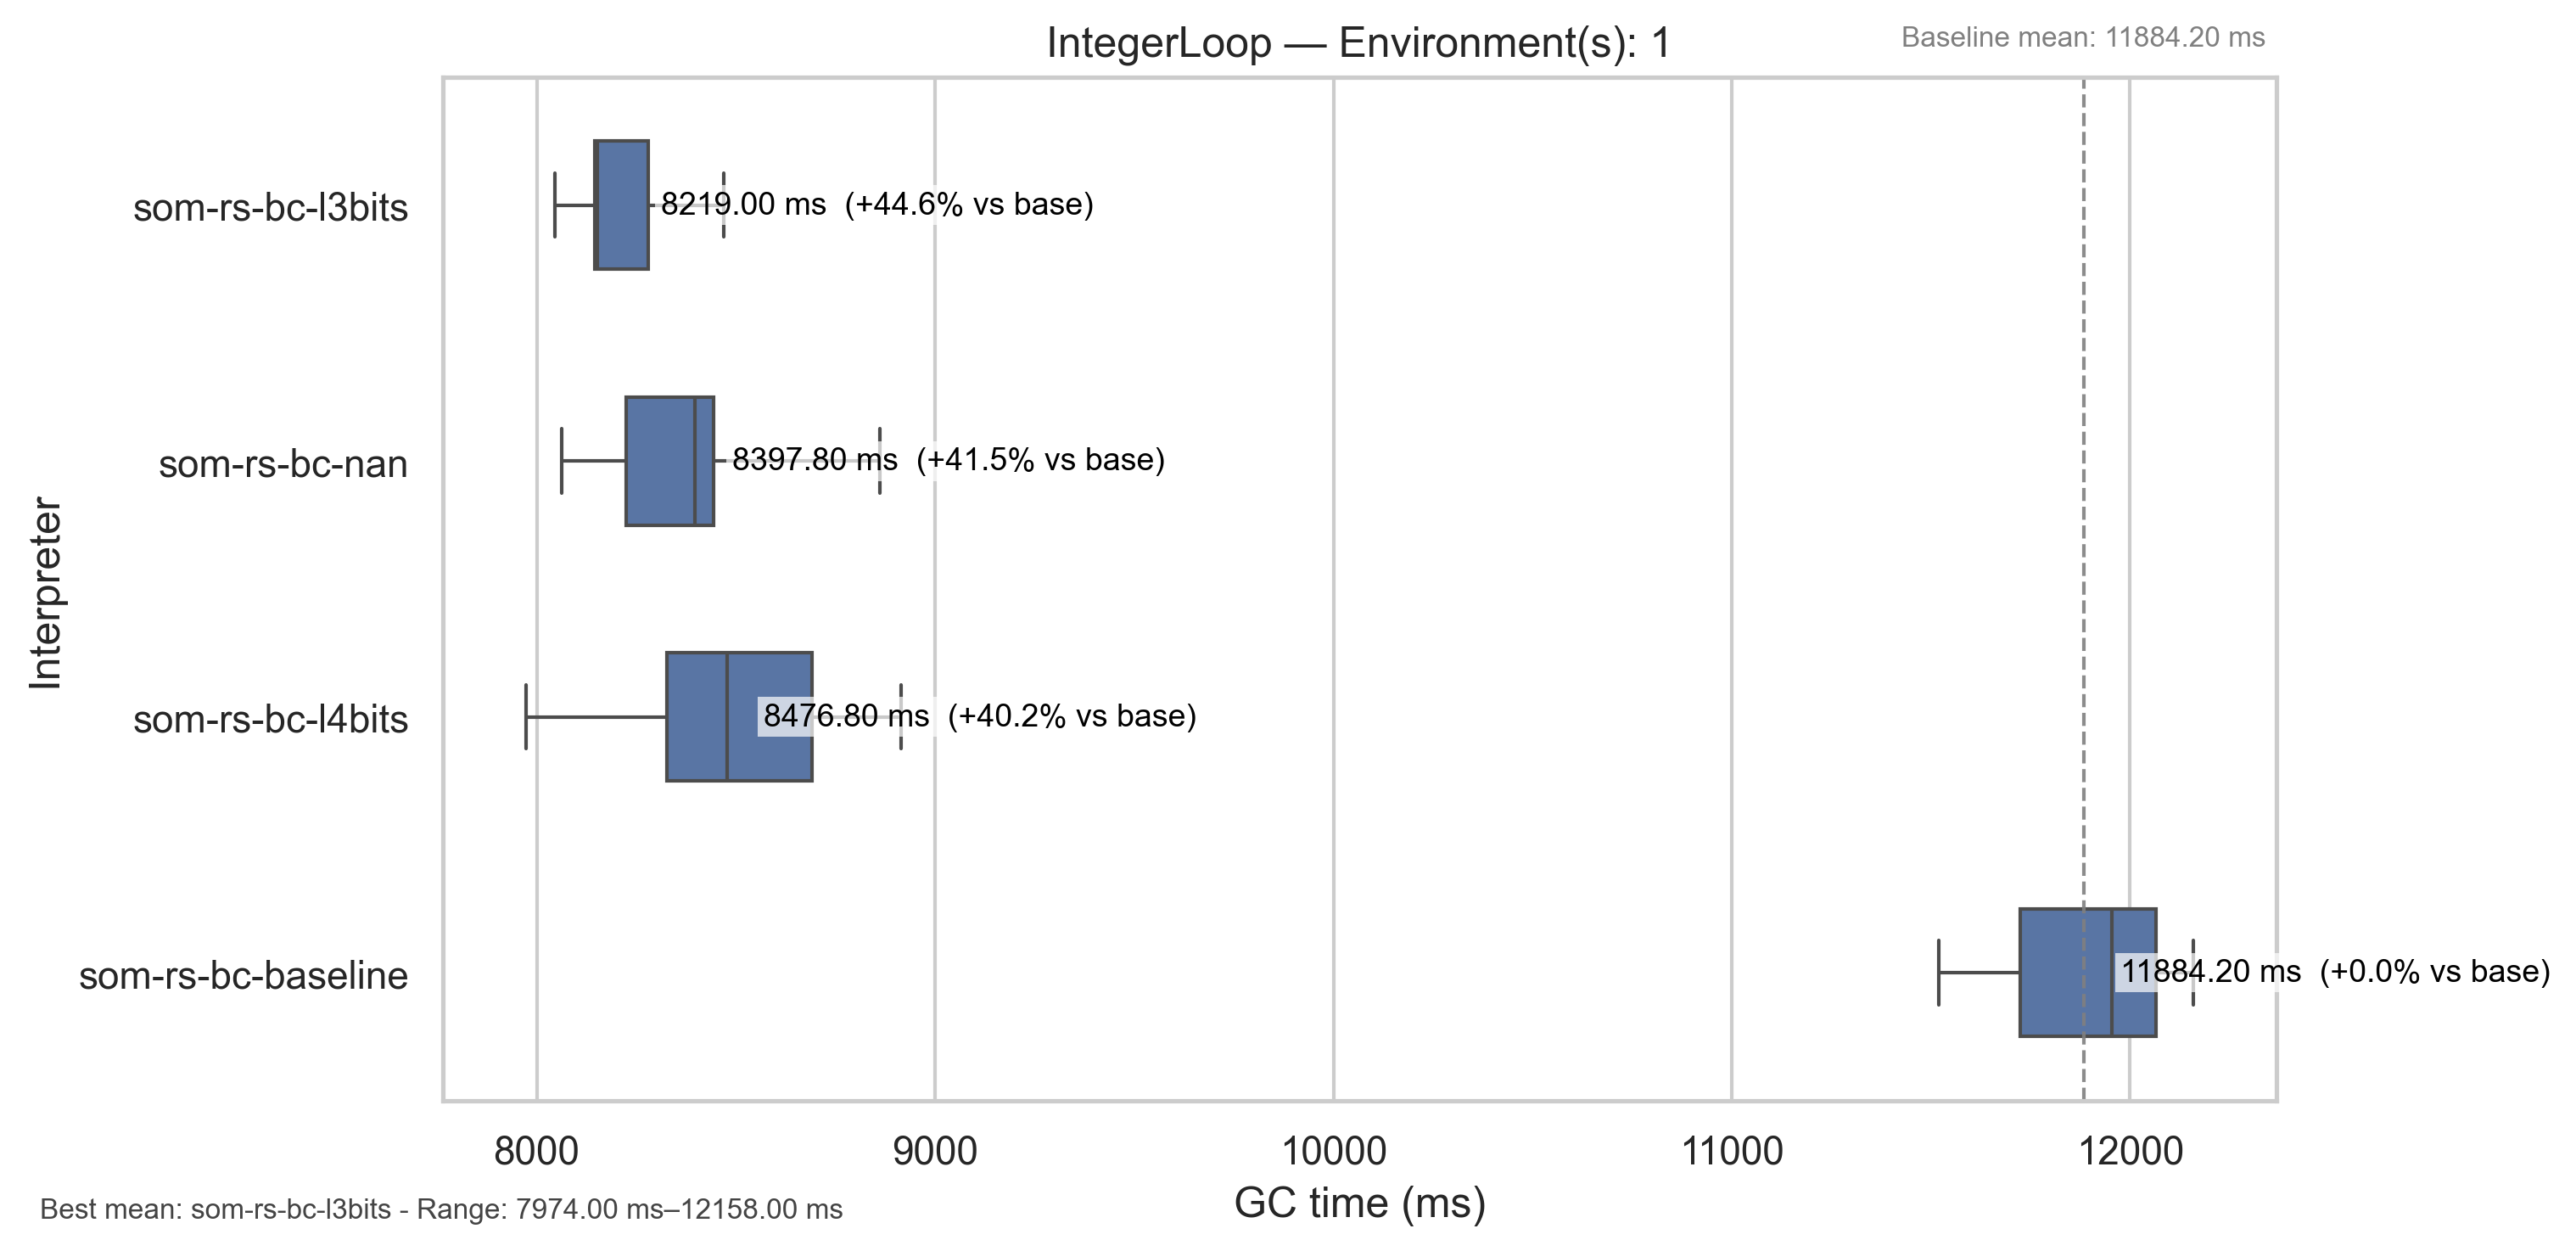 IntegerLoop — Environment(s): 1
Baseline mean: 11884.20 ms
som-rs-bc-l3bits
8219.00 ms  (+44.6% vs base)
som-rs-bc-nan
8397.80 ms  (+41.5% vs base)
Interpreter
som-rs-bc-l4bits
8476.80 ms  (+40.2% vs base)
som-rs-bc-baseline
11884.20 ms  (+0.0% vs base)
8000
9000
10000
11000
12000
GC time (ms)
Best mean: som-rs-bc-l3bits - Range: 7974.00 ms–12158.00 ms